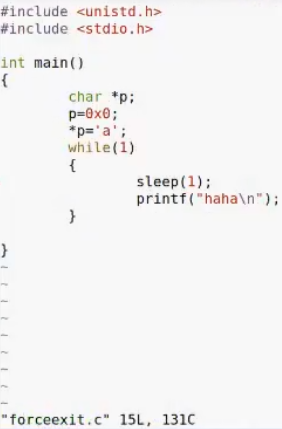 #include <unistd.h>
#include <stdio.h>

int main()
{
        char *p;
        p=0x0;
        *p='a';
        while(1)
        {
                sleep(1);
                printf("haha\n");
        }

}
~
~
~
~
~
~
~
~
~
"forceexit.c" 15L, 131C